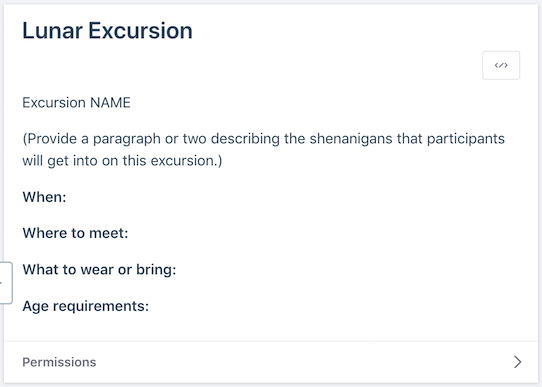 Lunar Excursion
</>
Excursion NAME
(Provide a paragraph or two describing the shenanigans that participants
will get into on this excursion.)
When:
Where to meet:
What to wear or bring:
Age requirements:
Permissions